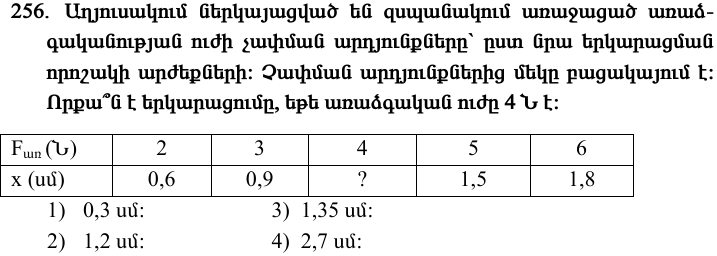 256. Աղյուսակում ներկայացված են զսպանակում առաջացած առաձ-
գականության ուժի չափման արդյունքները՝ ըստ նրա երկարացման
որոշակի արժեքների: Չափման արդյունքներից մեկը բացակայում է:
Որքա՞ն է երկարացումը, եթե առաձգական ուժը 4 Ն է:
Fառ (Ն) 2 3 4 5 6
x (սմ) 0,6 0,9 ? 1,5 1,8
1) 0,3 սմ: 3) 1,35 սմ:
2) 1,2 սմ: 4) 2,7 սմ: